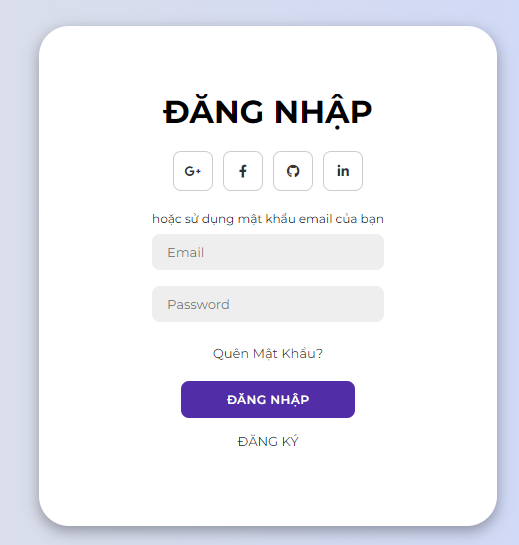 ĐĂNG NHẬP
G+ f in
hoặc sử dụng mật khẩu email của bạn
Email
Password
Quên Mật Khẩu?
ĐĂNG NHẬP
ĐĂNG KÝ